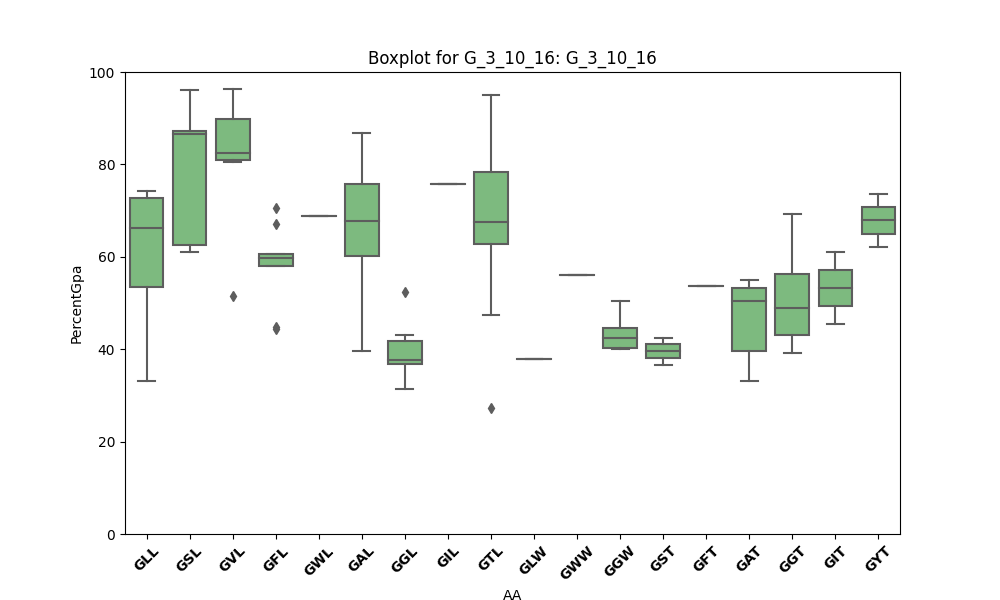 Boxplot for G_3_10_16: G_3_10_16
PercentGpa
100
80
60
40
20
0
GLL GSL GVL GFL GWL GAL GGL GIL GTL GLW GWW GGW GST GFT GAT GGT GIT GYT
AA